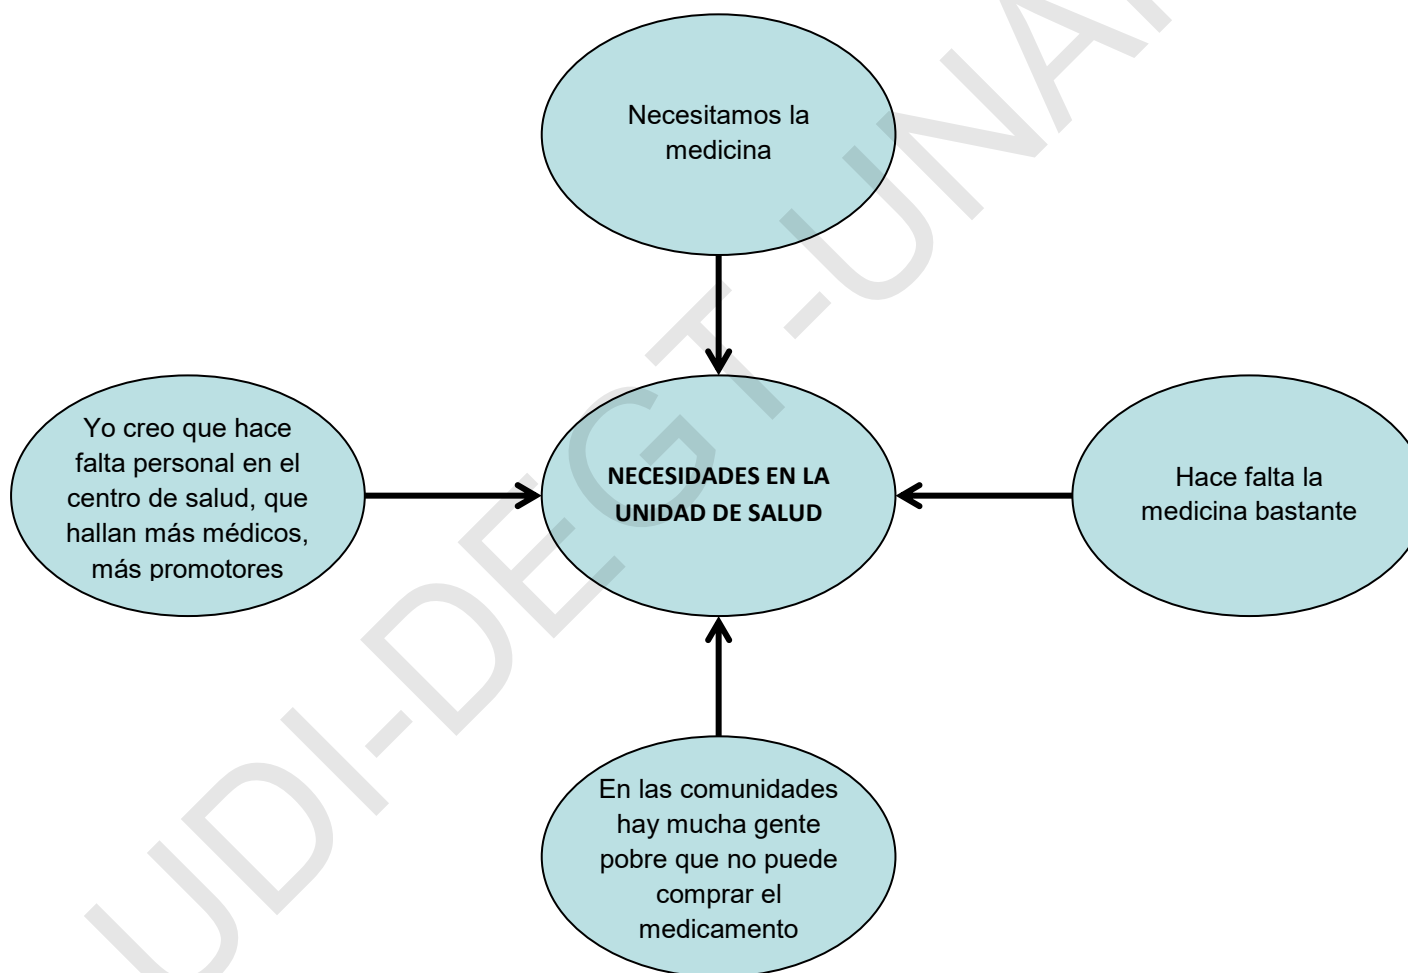 Necesitamos la
medicina
Yo creo que hace
falta personal en el
centro de salud, que
hallan más médicos,
más promotores
NECESIDADES EN LA
UNIDAD DE SALUD
Hace falta la
medicina bastante
En las comunidades
hay mucha gente
pobre que no puede
comprar el
medicamento
UDI-DEGT-UNA